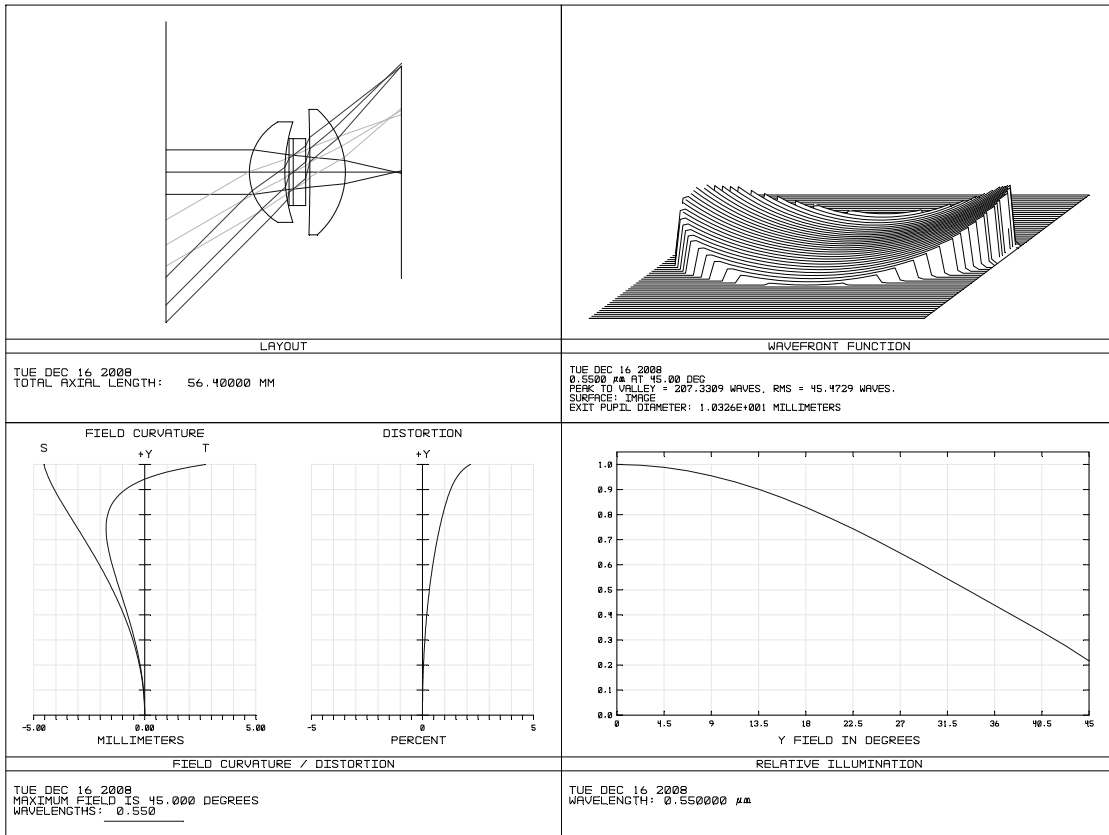 LAYOUT
TUE DEC 16 2008
TOTAL AXIAL LENGTH: 56.40000 MM
WAVEFRONT FUNCTION
TUE DEC 16 2008
0.5500 µm AT 45.00 DEG
PEAK TO VALLEY = 207.3309 WAVES, RMS = 45.4729 WAVES.
SURFACE: IMAGE
EXIT PUPIL DIAMETER: 1.0326E+001 MILLIMETERS
FIELD CURVATURE
S
T
+Y
-5.00 0.00 5.00
MILLIMETERS
DISTORTION
+Y
-5 0 5
PERCENT
FIELD CURVATURE / DISTORTION
TUE DEC 16 2008
MAXIMUM FIELD IS 45.000 DEGREES
WAVELENGTHS: 0.550
1.0
0.9
0.8
0.7
0.6
0.5
0.4
0.3
0.2
0.1
0.0
0 4.5 9 13.5 18 22.5 27 31.5 36 40.5 45
Y FIELD IN DEGREES
RELATIVE ILLUMINATION
TUE DEC 16 2008
WAVELENGTH: 0.550000 µm